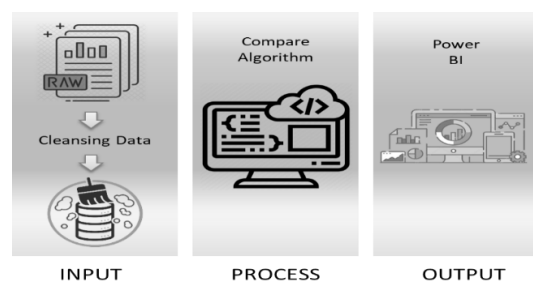 RAW
Cleansing Data
INPUT
Compare
Algorithm
</>
PROCESS
Power
BI
OUTPUT